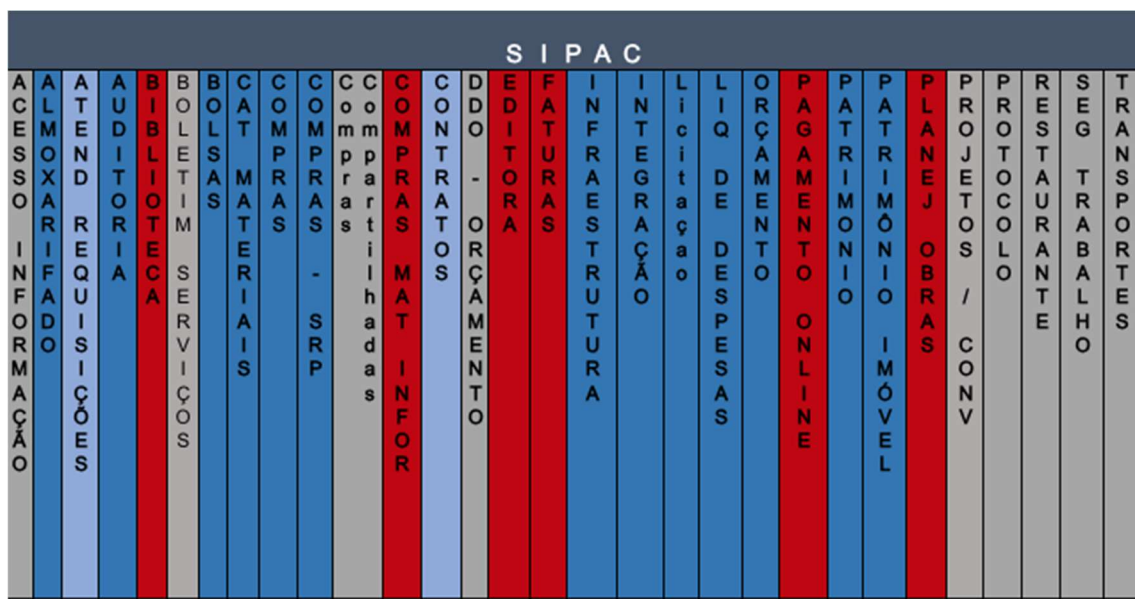 SIPAC
ACESSO INFORMAÇÃO
ALMOXARIFADO
ATEND REQUISIÇÕES
AUDITORIA
BIBLIOTECA
BOLETIM SERVIÇOS
BOLSAS
CAT MATERIAIS
COMPRAS
COMPRAS - SRP
Compras
Compartilhadas
COMPRAS MAT INFOR
CONTRATOS
DDO - ORÇAMENTO
EDITORA
FATURAS
INFRAESTRUTURA
INTEGRAÇÃO
Licitaçao
LIQ DE DESPESAS
ORÇAMENTO
PAGAMENTO ONLINE
PATRIMONIO
PATRIMÔNIO IMÓVEL
PLANEJ OBRAS
PROJETOS / CONV
PROTOCOLO
RESTAURANTE
SEG TRABALHO
TRANSPORTES